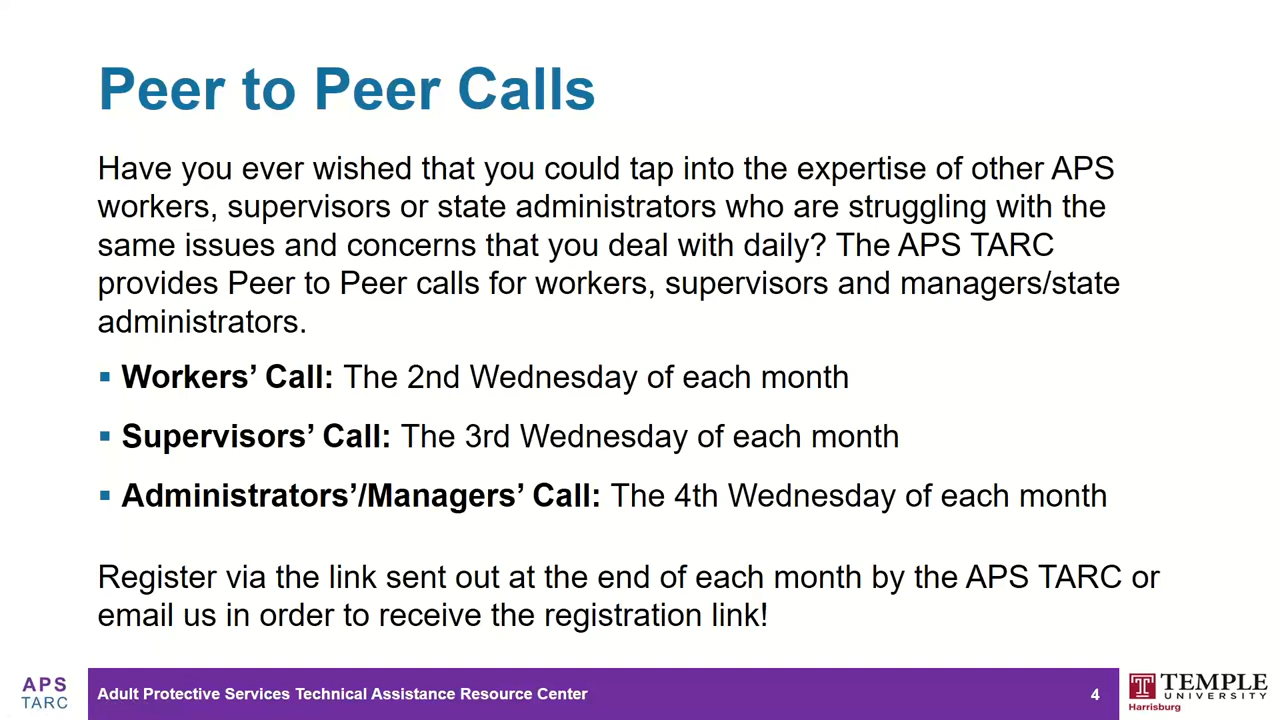 Peer to Peer Calls
Have you ever wished that you could tap into the expertise of other APS
workers, supervisors or state administrators who are struggling with the
same issues and concerns that you deal with daily? The APS TARC
provides Peer to Peer calls for workers, supervisors and managers/state
administrators.
▪ Workers’ Call: The 2nd Wednesday of each month
▪ Supervisors’ Call: The 3rd Wednesday of each month
▪ Administrators’/Managers’ Call: The 4th Wednesday of each month
Register via the link sent out at the end of each month by the APS TARC or
email us in order to receive the registration link!
APS
TARC
Adult Protective Services Technical Assistance Resource Center
4
TEMPLE
UNIVERSITY
Harrisburg